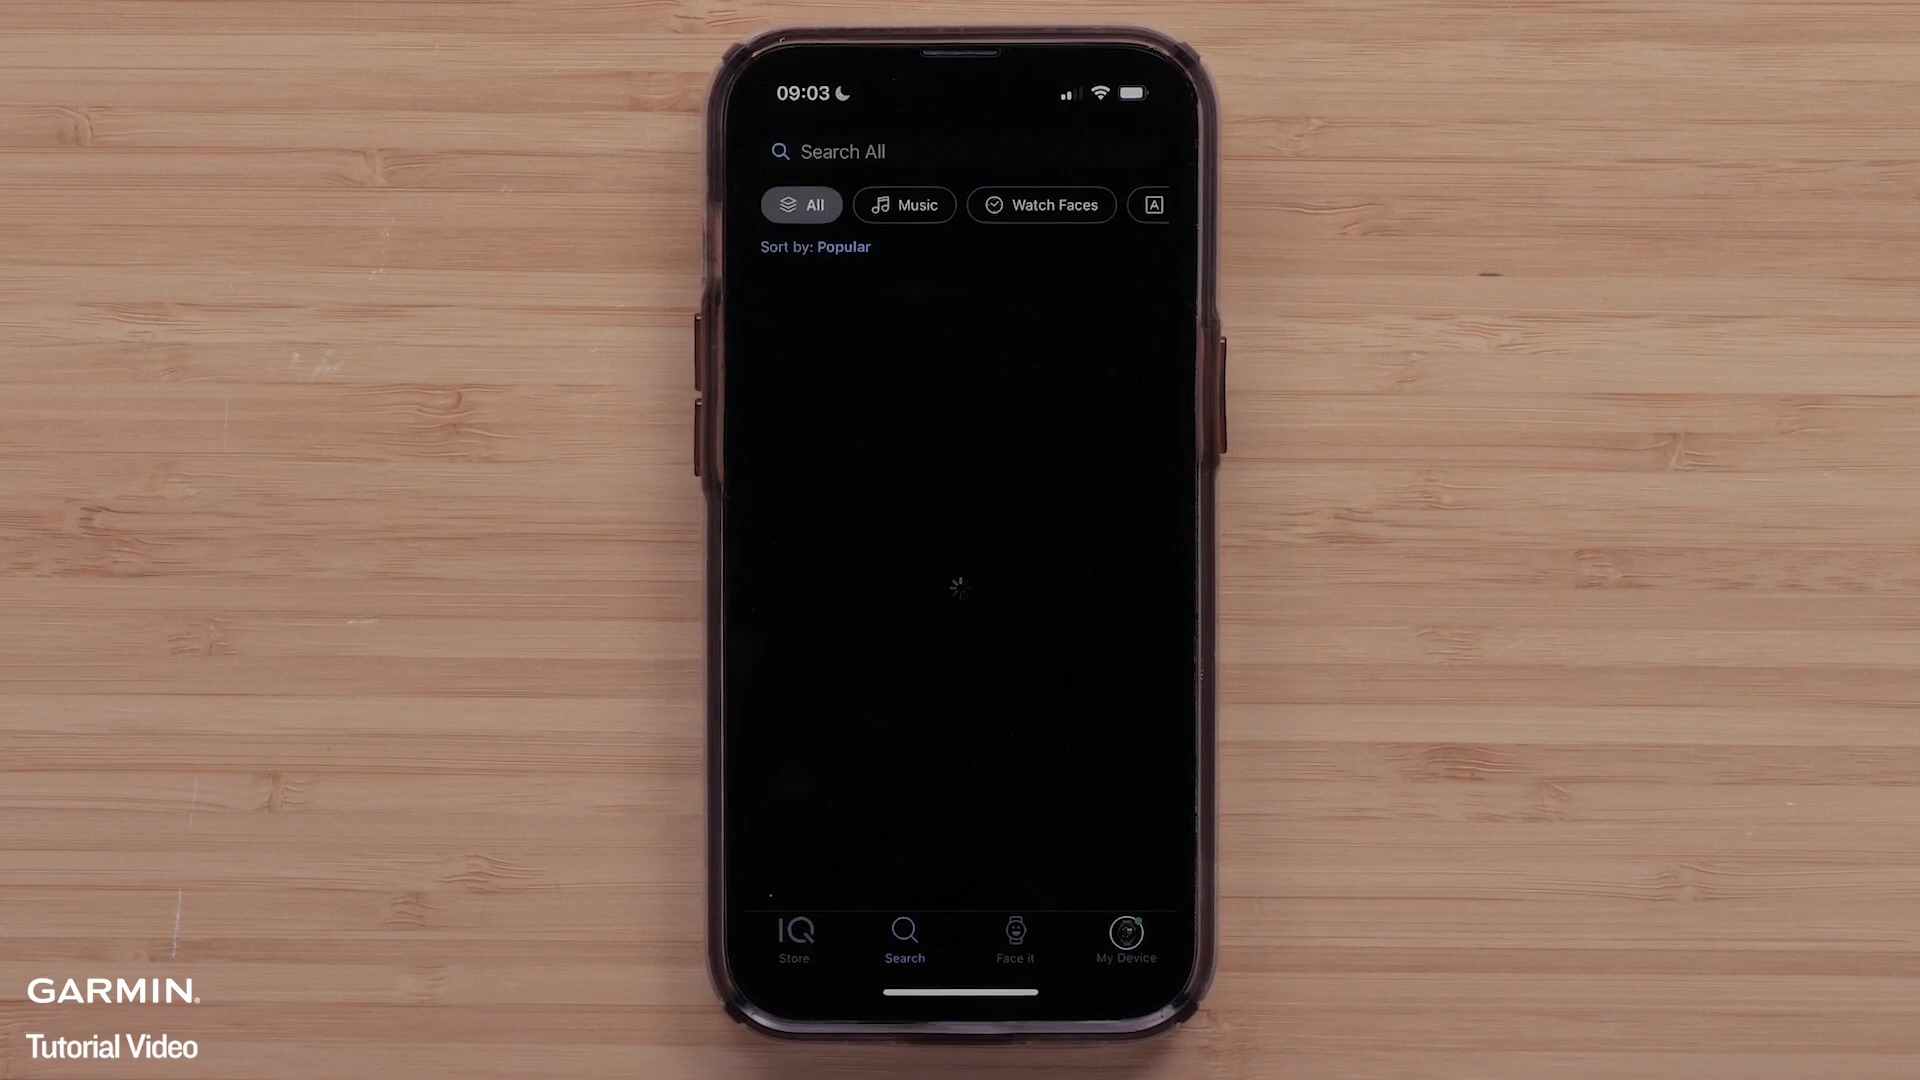 09:03
Search All
All
Music
Watch Faces
A
Sort by: Popular
IQ
Store
Search
Face it
My Device
GARMIN®
Tutorial Video